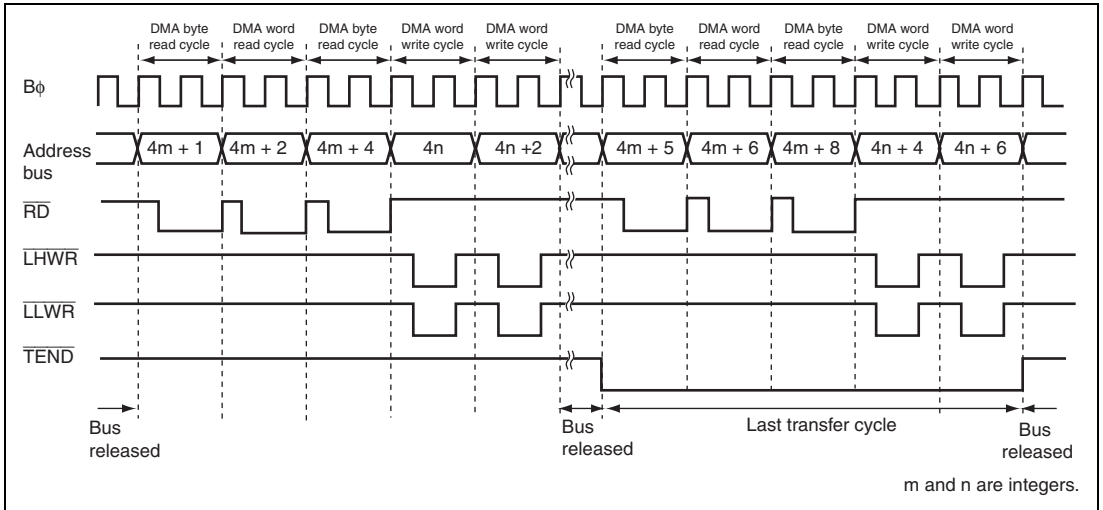 DMA byte read cycle
DMA word read cycle
DMA byte read cycle
DMA word write cycle
DMA word write cycle
DMA byte read cycle
DMA word read cycle
DMA byte read cycle
DMA word write cycle
DMA word write cycle
Bϕ
Address bus
4m + 1
4m + 2
4m + 4
4n
4n +2
4m + 5
4m + 6
4m + 8
4n + 4
4n + 6
RD
LHWR
LLWR
TEND
Bus released
Bus released
Last transfer cycle
Bus released
m and n are integers.